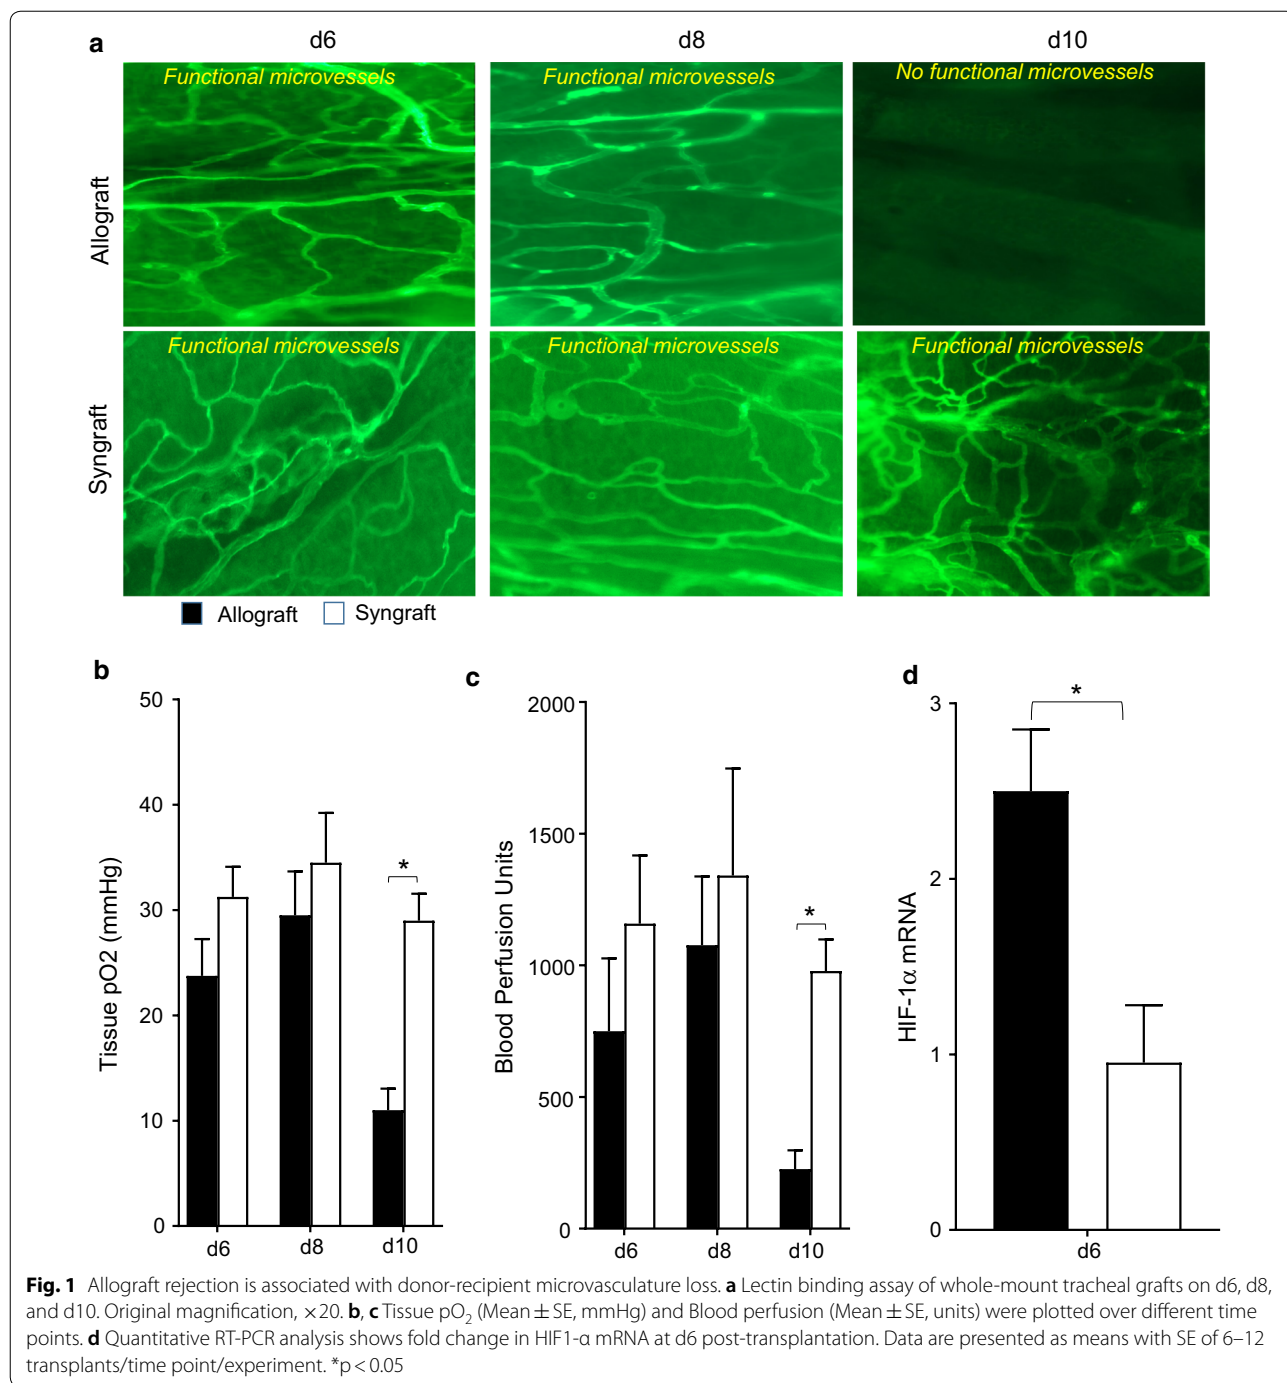 a
d6 d8 d10
Functional microvessels Functional microvessels No functional microvessels
Allograft
Functional microvessels Functional microvessels Functional microvessels
Syngraft
Allograft Syngraft
b
50
40
30
20
10
0
Tissue pO2 (mmHg)
*
d6 d8 d10
c
2000
1500
1000
500
0
Blood Perfusion Units
*
d6 d8 d10
d
3
2
1
0
HIF-1α mRNA
*
d6
Fig. 1 Allograft rejection is associated with donor-recipient microvasculature loss. a Lectin binding assay of whole-mount tracheal grafts on d6, d8,
and d10. Original magnification, ×20. b, c Tissue pO₂ (Mean ± SE, mmHg) and Blood perfusion (Mean ± SE, units) were plotted over different time
points. d Quantitative RT-PCR analysis shows fold change in HIF1-α mRNA at d6 post-transplantation. Data are presented as means with SE of 6–12
transplants/time point/experiment. *p < 0.05